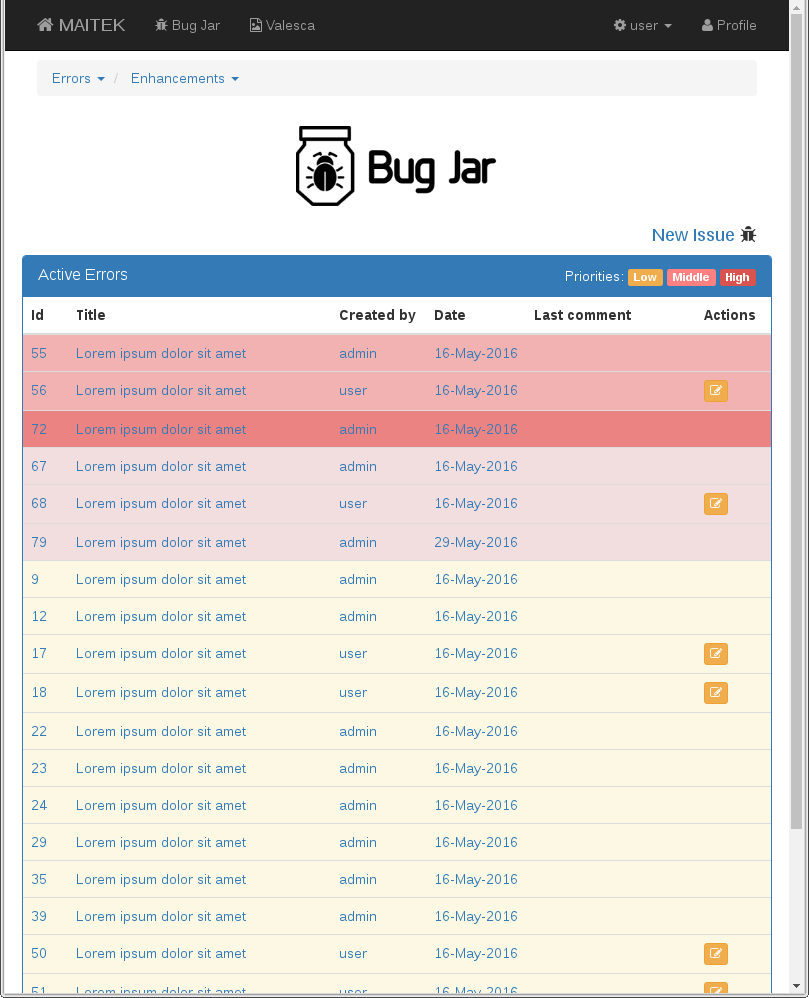 MAITEK Bug Jar Valesca user Profile
Errors / Enhancements
Bug Jar
New Issue
Active Errors Priorities: Low Middle High
Id Title Created by Date Last comment Actions
55 Lorem ipsum dolor sit amet admin 16-May-2016
56 Lorem ipsum dolor sit amet user 16-May-2016
72 Lorem ipsum dolor sit amet admin 16-May-2016
67 Lorem ipsum dolor sit amet admin 16-May-2016
68 Lorem ipsum dolor sit amet user 16-May-2016
79 Lorem ipsum dolor sit amet admin 29-May-2016
9 Lorem ipsum dolor sit amet admin 16-May-2016
12 Lorem ipsum dolor sit amet admin 16-May-2016
17 Lorem ipsum dolor sit amet user 16-May-2016
18 Lorem ipsum dolor sit amet user 16-May-2016
22 Lorem ipsum dolor sit amet admin 16-May-2016
23 Lorem ipsum dolor sit amet admin 16-May-2016
24 Lorem ipsum dolor sit amet admin 16-May-2016
29 Lorem ipsum dolor sit amet admin 16-May-2016
35 Lorem ipsum dolor sit amet admin 16-May-2016
39 Lorem ipsum dolor sit amet admin 16-May-2016
50 Lorem ipsum dolor sit amet user 16-May-2016
51 Lorem ipsum dolor sit amet user 16-May-2016